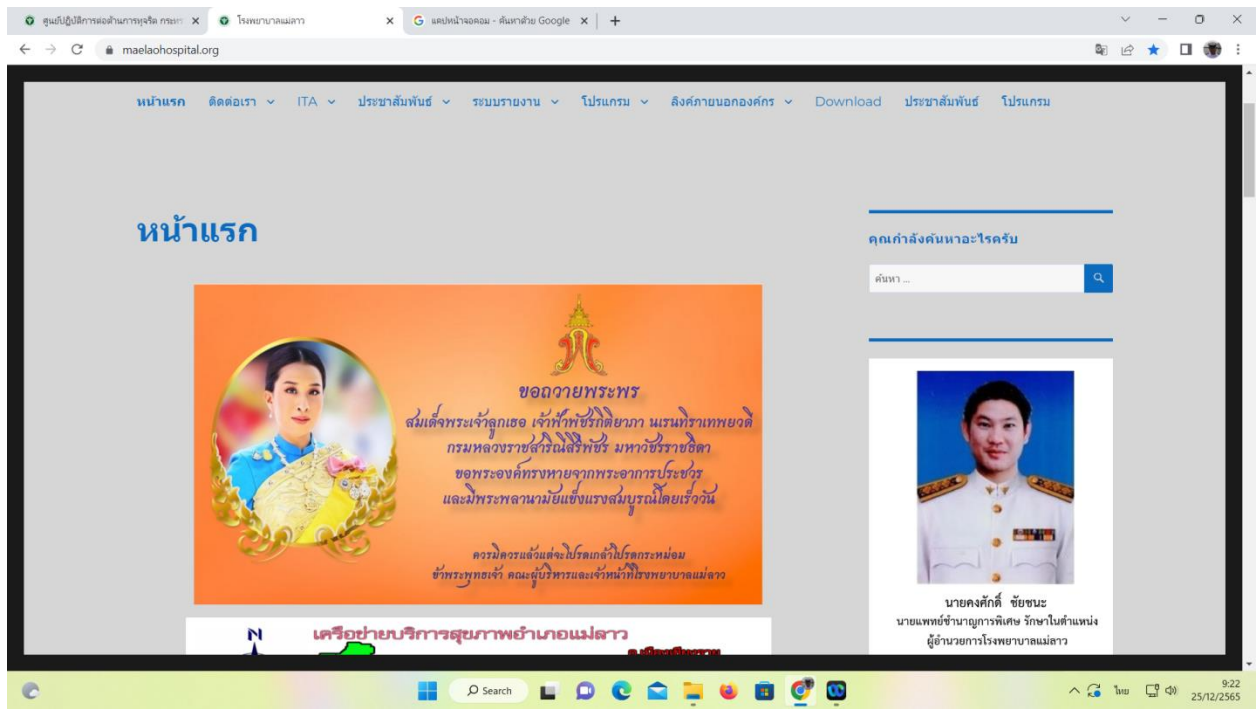 ศูนย์ปฏิบัติการต่อต้านการทุจริต กระทร
โรงพยาบาลแม่ลาว
แคปหน้าจอคอม - ค้นหาด้วย Google
maelaohospital.org
หน้าแรก ติดต่อเรา ITA ประชาสัมพันธ์ ระบบรายงาน โปรแกรม ลิงค์ภายนอกองค์กร Download ประชาสัมพันธ์ โปรแกรม
หน้าแรก
คุณกำลังค้นหาอะไรครับ
ค้นหา ...
ขอถวายพระพร
สมเด็จพระเจ้าลูกเธอ เจ้าฟ้าพัชรกิติยาภา นเรนทิราเทพยวดี
กรมหลวงราชสาริณีสิริพัชร มหาวัชรราชธิดา
ขอพระองค์ทรงหายจากพระอาการประชวร
และมีพระพลานามัยแข็งแรงสมบูรณ์โดยเร็ววัน
ควรมิควรแล้วแต่จะโปรดเกล้าโปรดกระหม่อม
ข้าพระพุทธเจ้า คณะผู้บริหารและเจ้าหน้าที่โรงพยาบาลแม่ลาว
นายคงศักดิ์ ชัยชนะ
นายแพทย์ชำนาญการพิเศษ รักษาในตำแหน่ง
ผู้อำนวยการโรงพยาบาลแม่ลาว
N
เครือข่ายบริการสุขภาพอำเภอแม่ลาว
Search
ไทย
9:22
25/12/2565